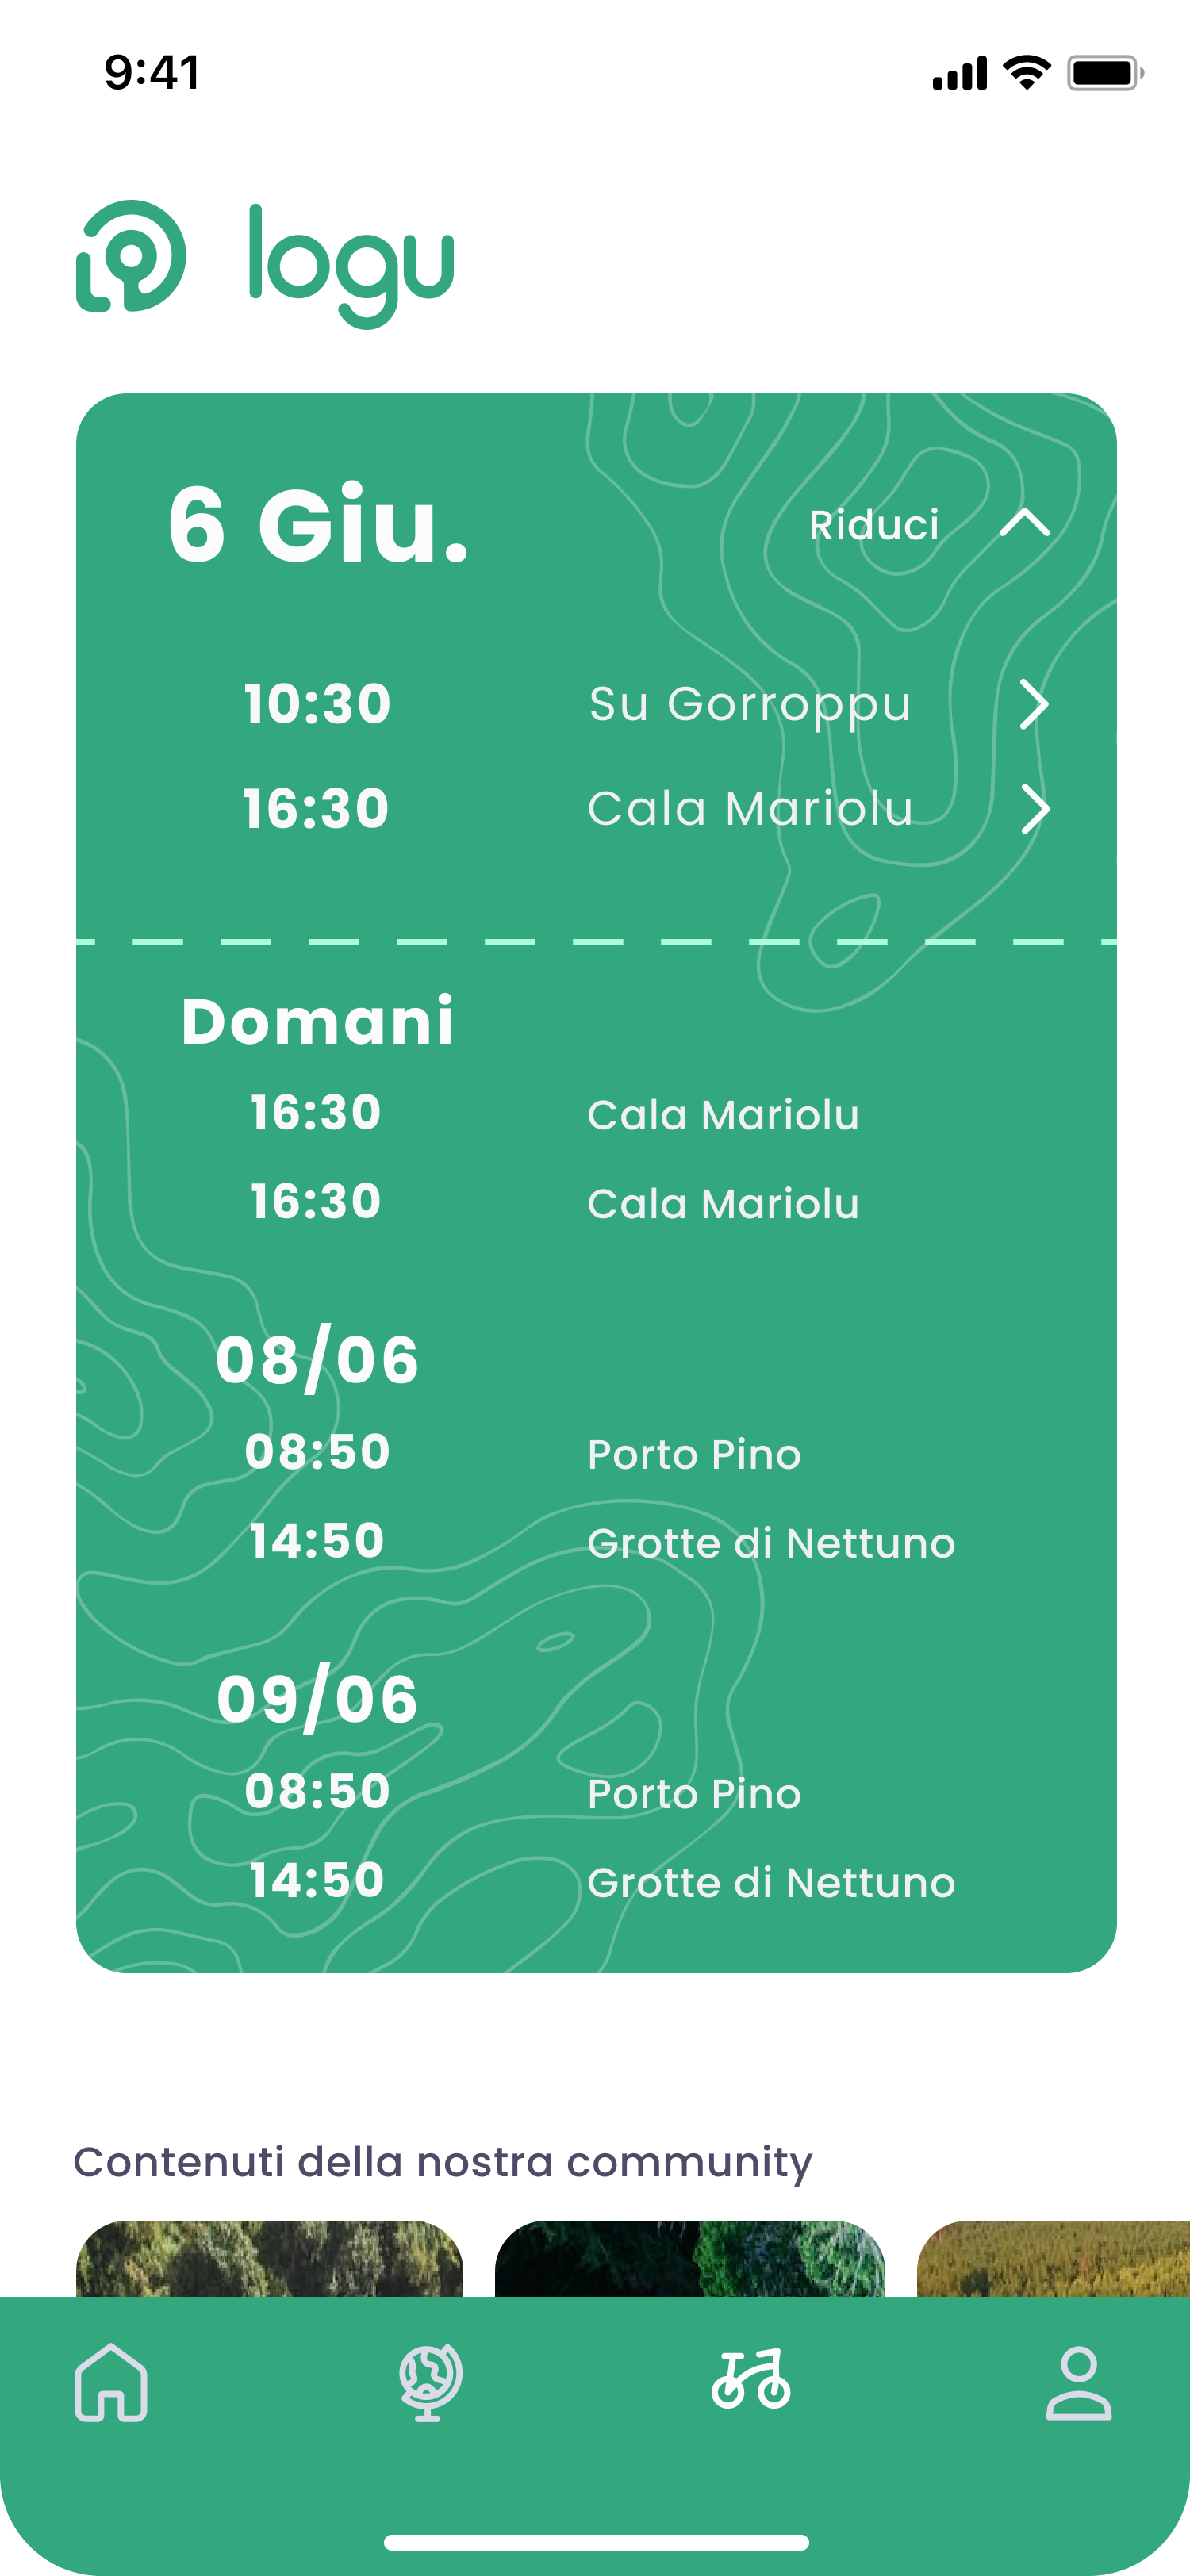 9:41
logu
6 Giu.
Riduci
10:30 Su Gorroppu
16:30 Cala Mariolu
Domani
16:30 Cala Mariolu
16:30 Cala Mariolu
08/06
08:50 Porto Pino
14:50 Grotte di Nettuno
09/06
08:50 Porto Pino
14:50 Grotte di Nettuno
Contenuti della nostra community